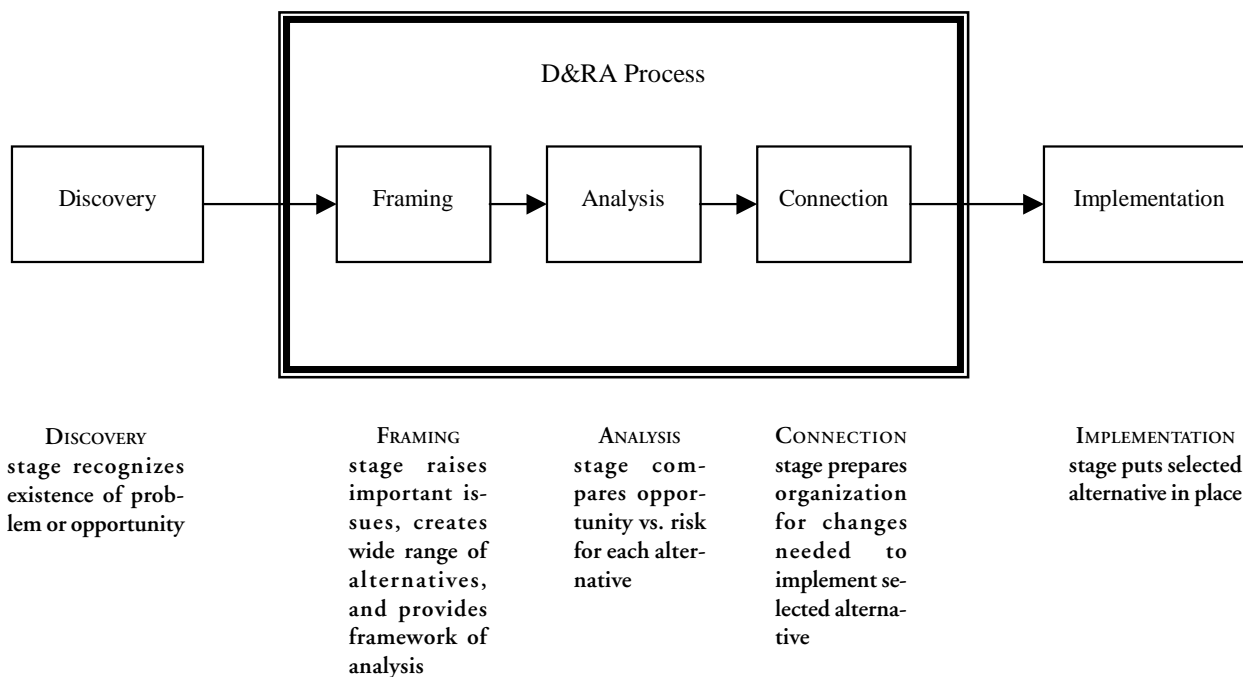 D&RA Process
Discovery
Framing
Analysis
Connection
Implementation
DISCOVERY
stage recognizes
existence of prob-
lem or opportunity
FRAMING
stage raises
important is-
sues, creates
wide range of
alternatives,
and provides
framework of
analysis
ANALYSIS
stage com-
pares oppor-
tunity vs. risk
for each alter-
native
CONNECTION
stage prepares
organization
for changes
needed to
implement se-
lected alterna-
tive
IMPLEMENTATION
stage puts selected
alternative in place